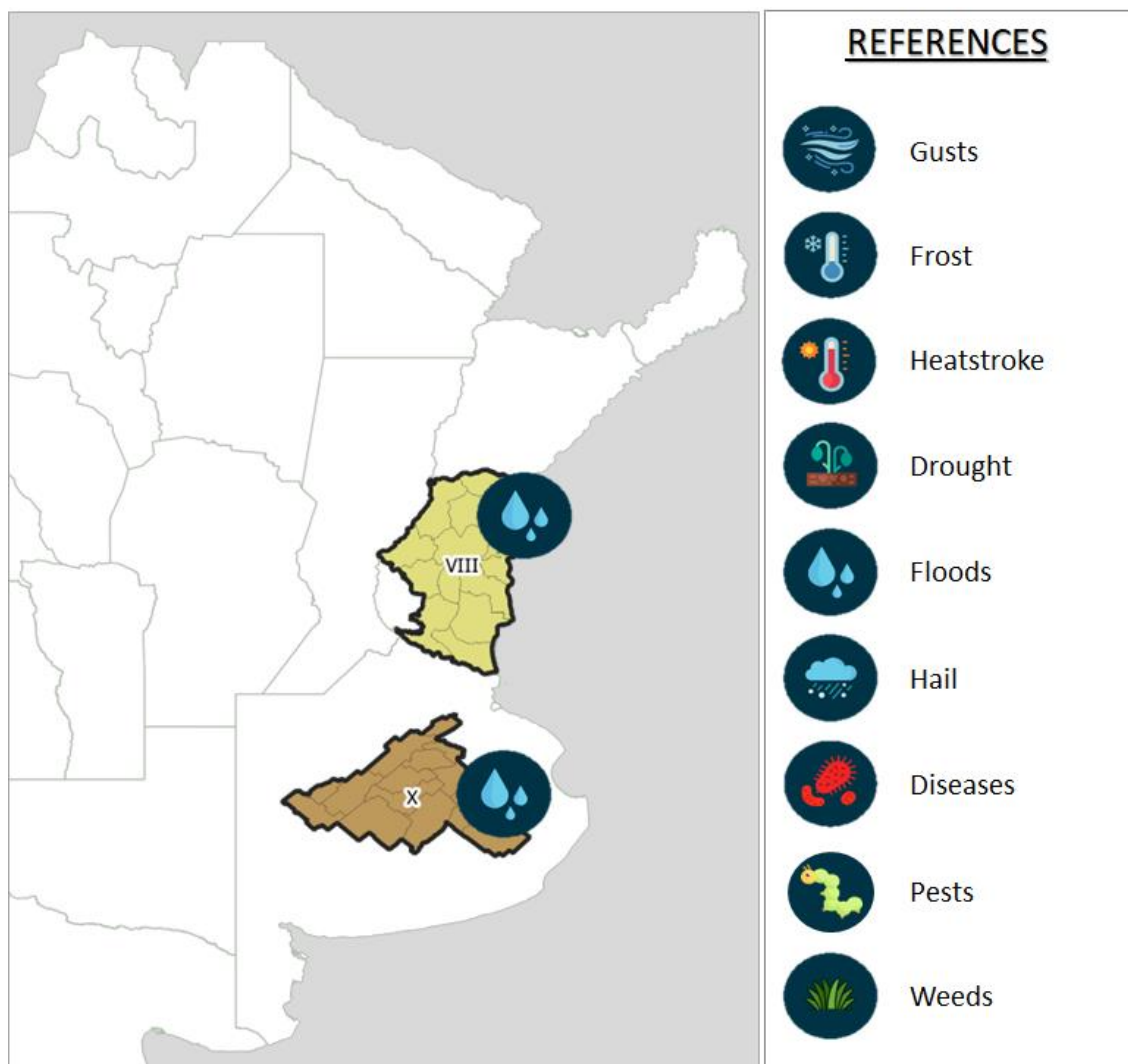 REFERENCES
Gusts
Frost
Heatstroke
Drought
Floods
Hail
Diseases
Pests
Weeds
VIII
X